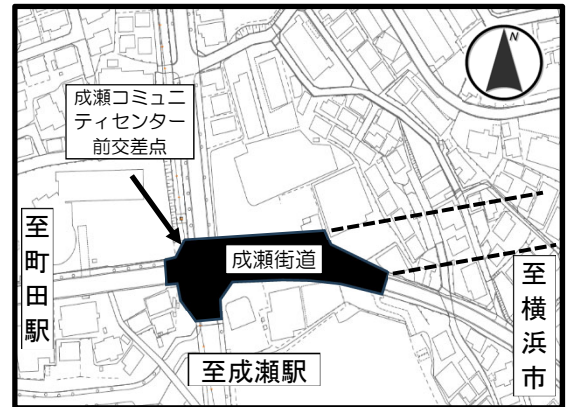 N
成瀬コミュニ
ティセンター
前交差点
至町田駅
成瀬街道
至横浜市
至成瀬駅